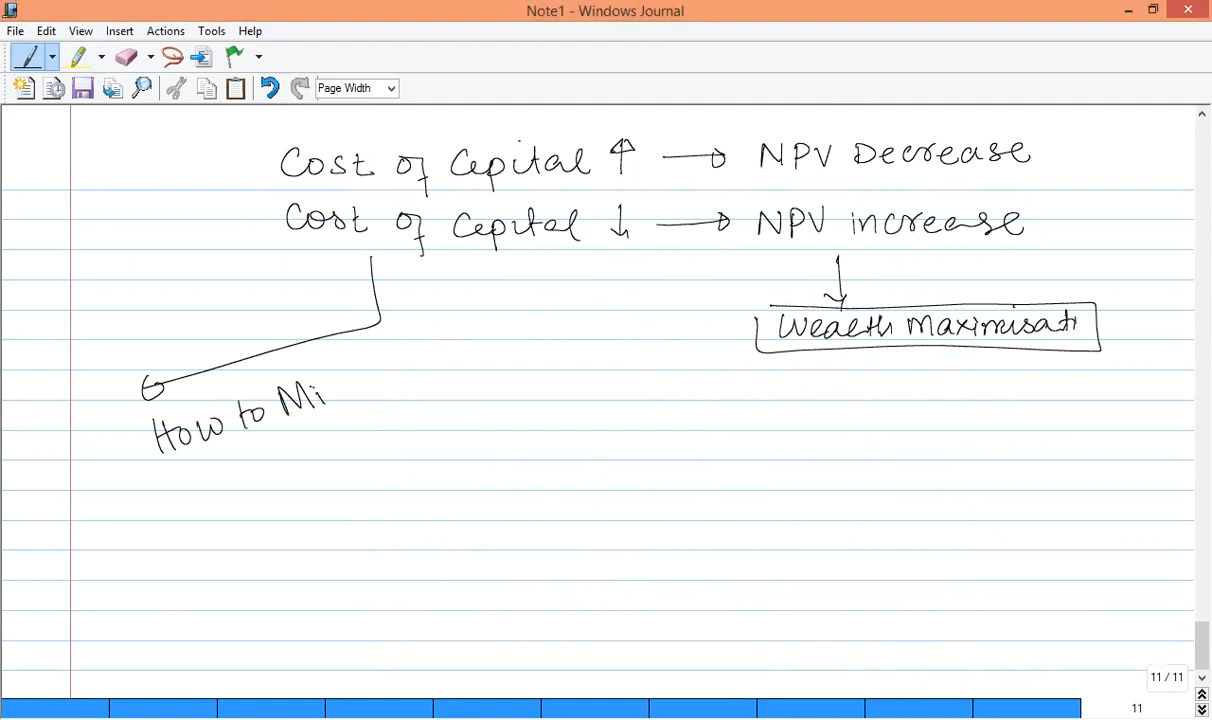 Note1 - Windows Journal
File Edit View Insert Actions Tools Help
Page Width
Cost of Capital ↑ → NPV Decrease
Cost of Capital ↓ → NPV increase
Wealth Maximisati
How to Mi
11 / 11
11